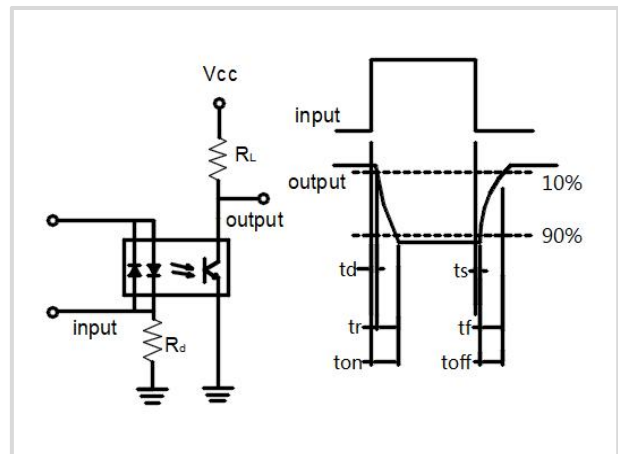 Vcc
RL
output
input
Rd
input
output
10%
90%
td
ts
tr
tf
ton
toff